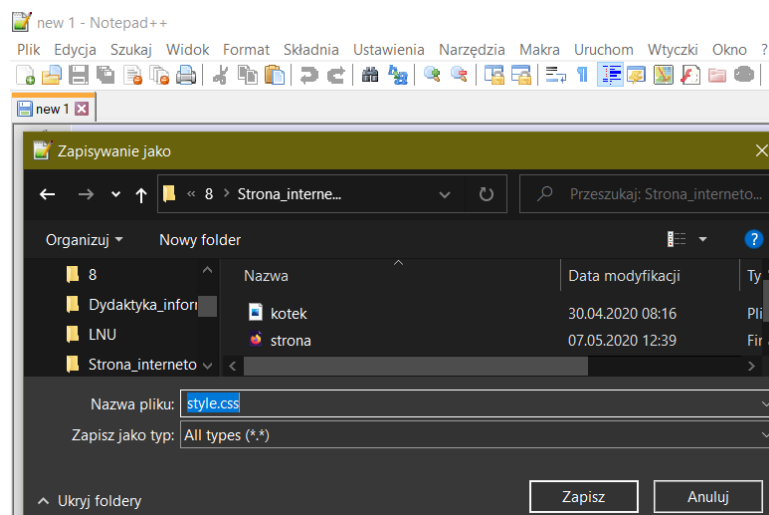 new 1 - Notepad++
Plik Edycja Szukaj Widok Format Składnia Ustawienia Narzędzia Makra Uruchom Wtyczki Okno ?
new 1
Zapisywanie jako
« 8 > Strona_interne...
Przeszukaj: Strona_interneto...
Organizuj
Nowy folder
8
Dydaktyka_infor
LNU
Strona_interneto
Nazwa Data modyfikacji Ty
kotek 30.04.2020 08:16 Pli
strona 07.05.2020 12:39 Fir
Nazwa pliku: style.css
Zapisz jako typ: All types (*.*)
Ukryj foldery
Zapisz Anuluj